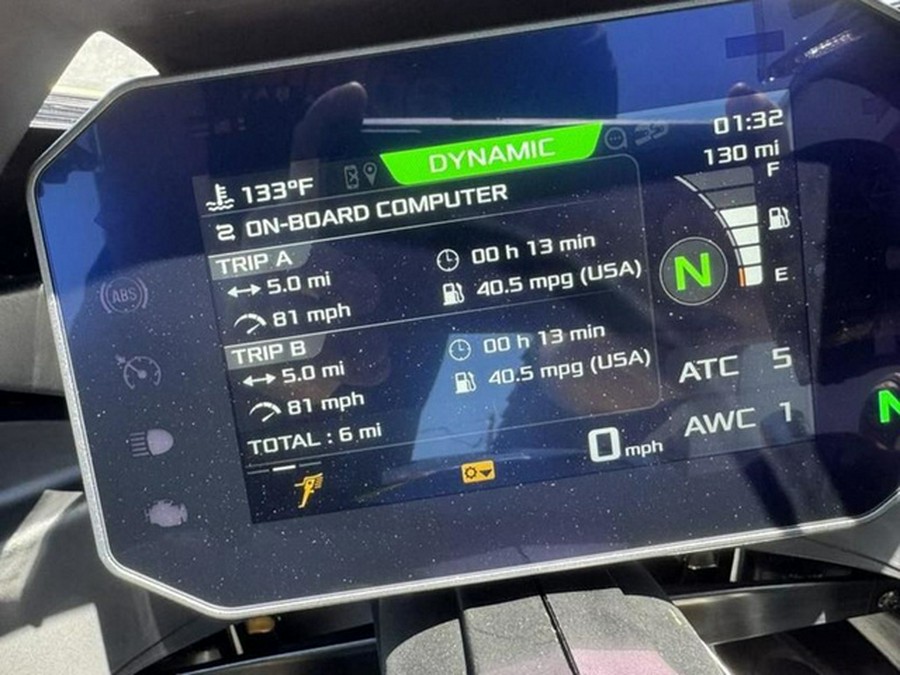 01:32
DYNAMIC
133°F
130 mi
F
ON-BOARD COMPUTER
TRIP A
00 h 13 min
5.0 mi
40.5 mpg (USA)
81 mph
N
E
TRIP B
00 h 13 min
5.0 mi
40.5 mpg (USA)
81 mph
ATC 5
TOTAL : 6 mi
0 mph
AWC 1
ABS
N